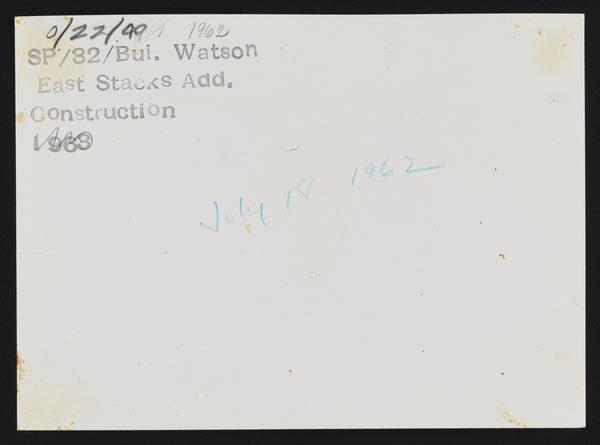 0/22/99 1962
SP/32/Bui. Watson
East Stacks Add.
Construction
1963
July 18 1962